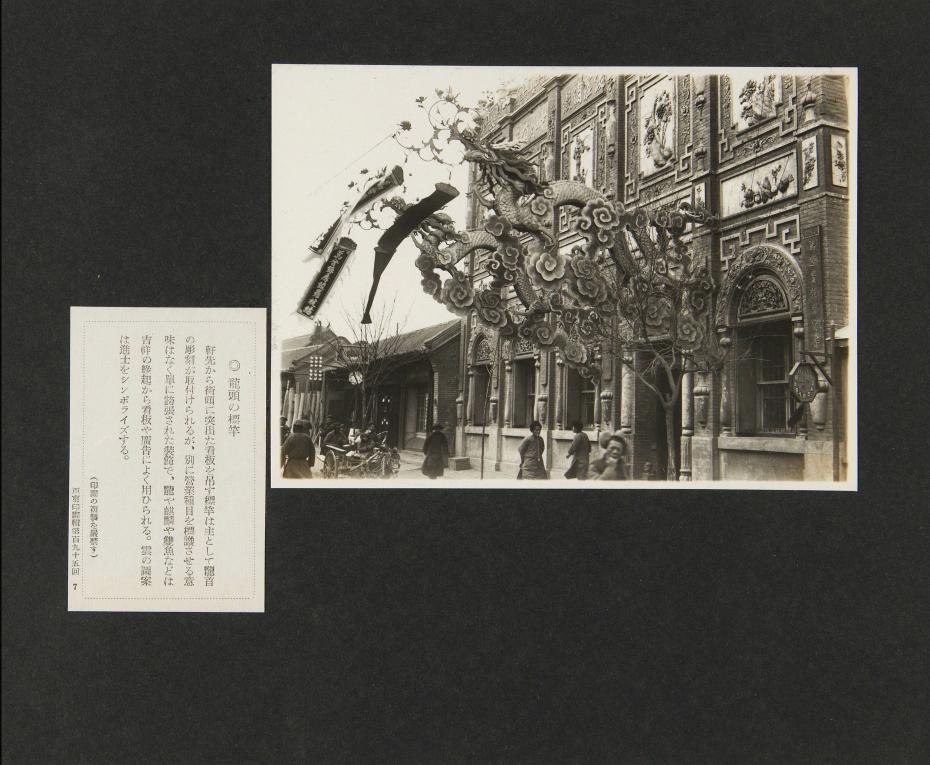 ◎ 龍頭の標竿
軒先から街頭に突出た看板を吊す標竿は主として龍首
の彫刻が取付けられるが、別に營業種目を標識させる意
味はなく單に誇張された裝飾で、龍や麒麟や雙魚などは
吉祥の緣起から看板や廣告によく用ひられる。雲の圖案
は進士をシンボライズする。
(印畫の複製を嚴禁す)
亞東印畫輯第百九十五回 7